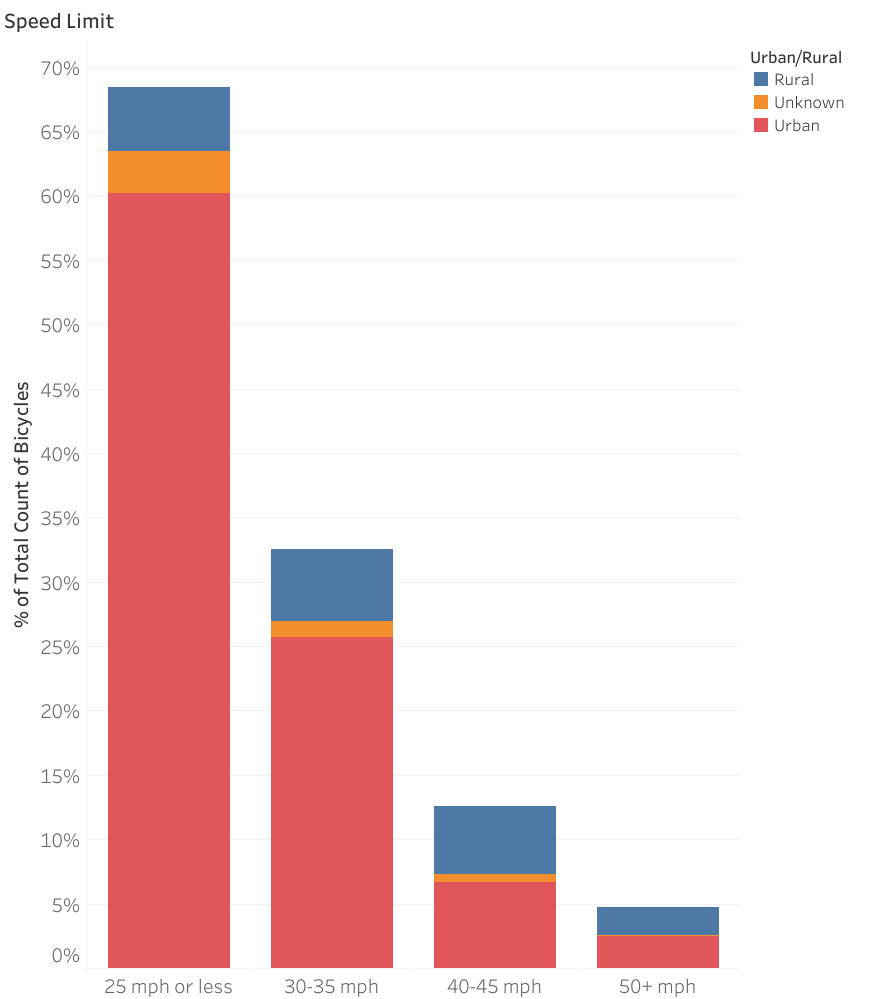 Speed Limit
Urban/Rural
Rural
Unknown
Urban
% of Total Count of Bicycles
70%
65%
60%
55%
50%
45%
40%
35%
30%
25%
20%
15%
10%
5%
0%
25 mph or less
30-35 mph
40-45 mph
50+ mph